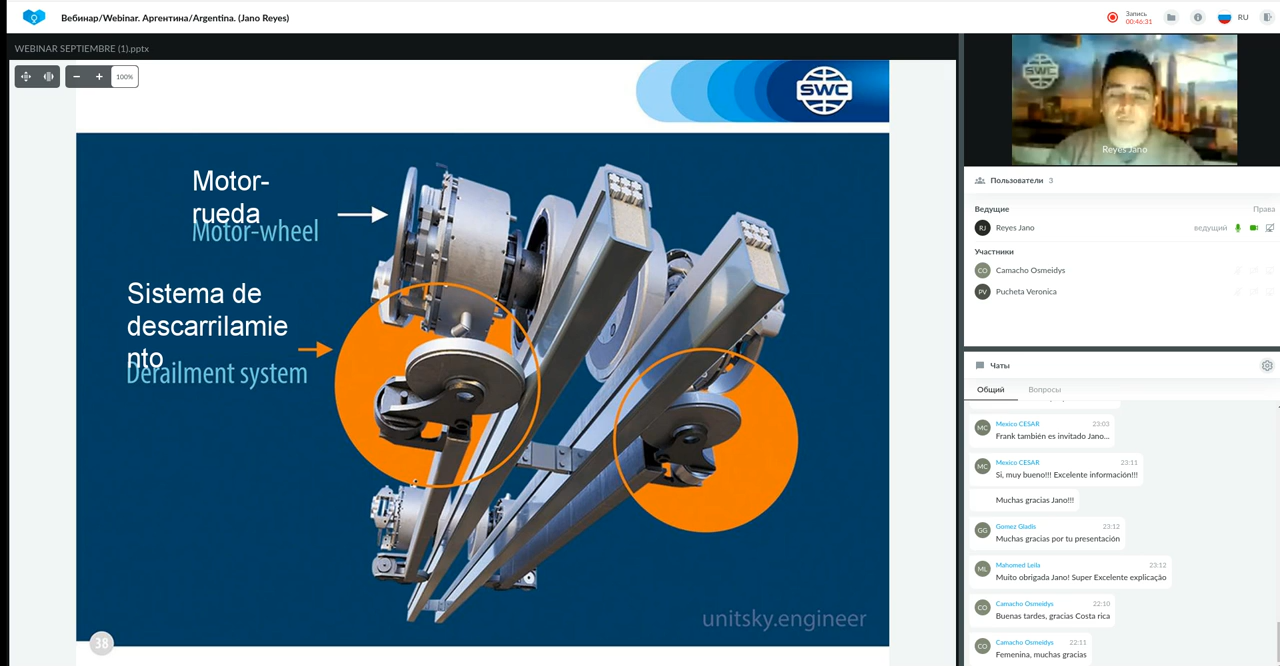 Вебинар/Webinar. Аргентина/Argentina. (Jano Reyes)
Запись
00:46:31
RU
WEBINAR SEPTIEMBRE (1).pptx
100%
SWC
Motor-
rueda
Motor-wheel
Sistema de
descarrilamie
nto
Derailment system
unitsky.engineer
38
SWC
Reyes Jano
Пользователи 3
Ведущие Права
RJ Reyes Jano ведущий
Участники
CO Camacho Osmeidys
PV Pucheta Veronica
Чаты
Общий Вопросы
MC Mexico CESAR 23:03
Frank también es invitado Jano...
MC Mexico CESAR 23:11
Si, muy bueno!!! Excelente información!!!
Muchas gracias Jano!!!
GG Gomez Gladis 23:12
Muchas gracias por tu presentación
ML Mahomed Leila 23:12
Muito obrigada Jano! Super Excelente explicação
CO Camacho Osmeidys 22:10
Buenas tardes, gracias Costa rica
CO Camacho Osmeidys 22:11
Femenina, muchas gracias